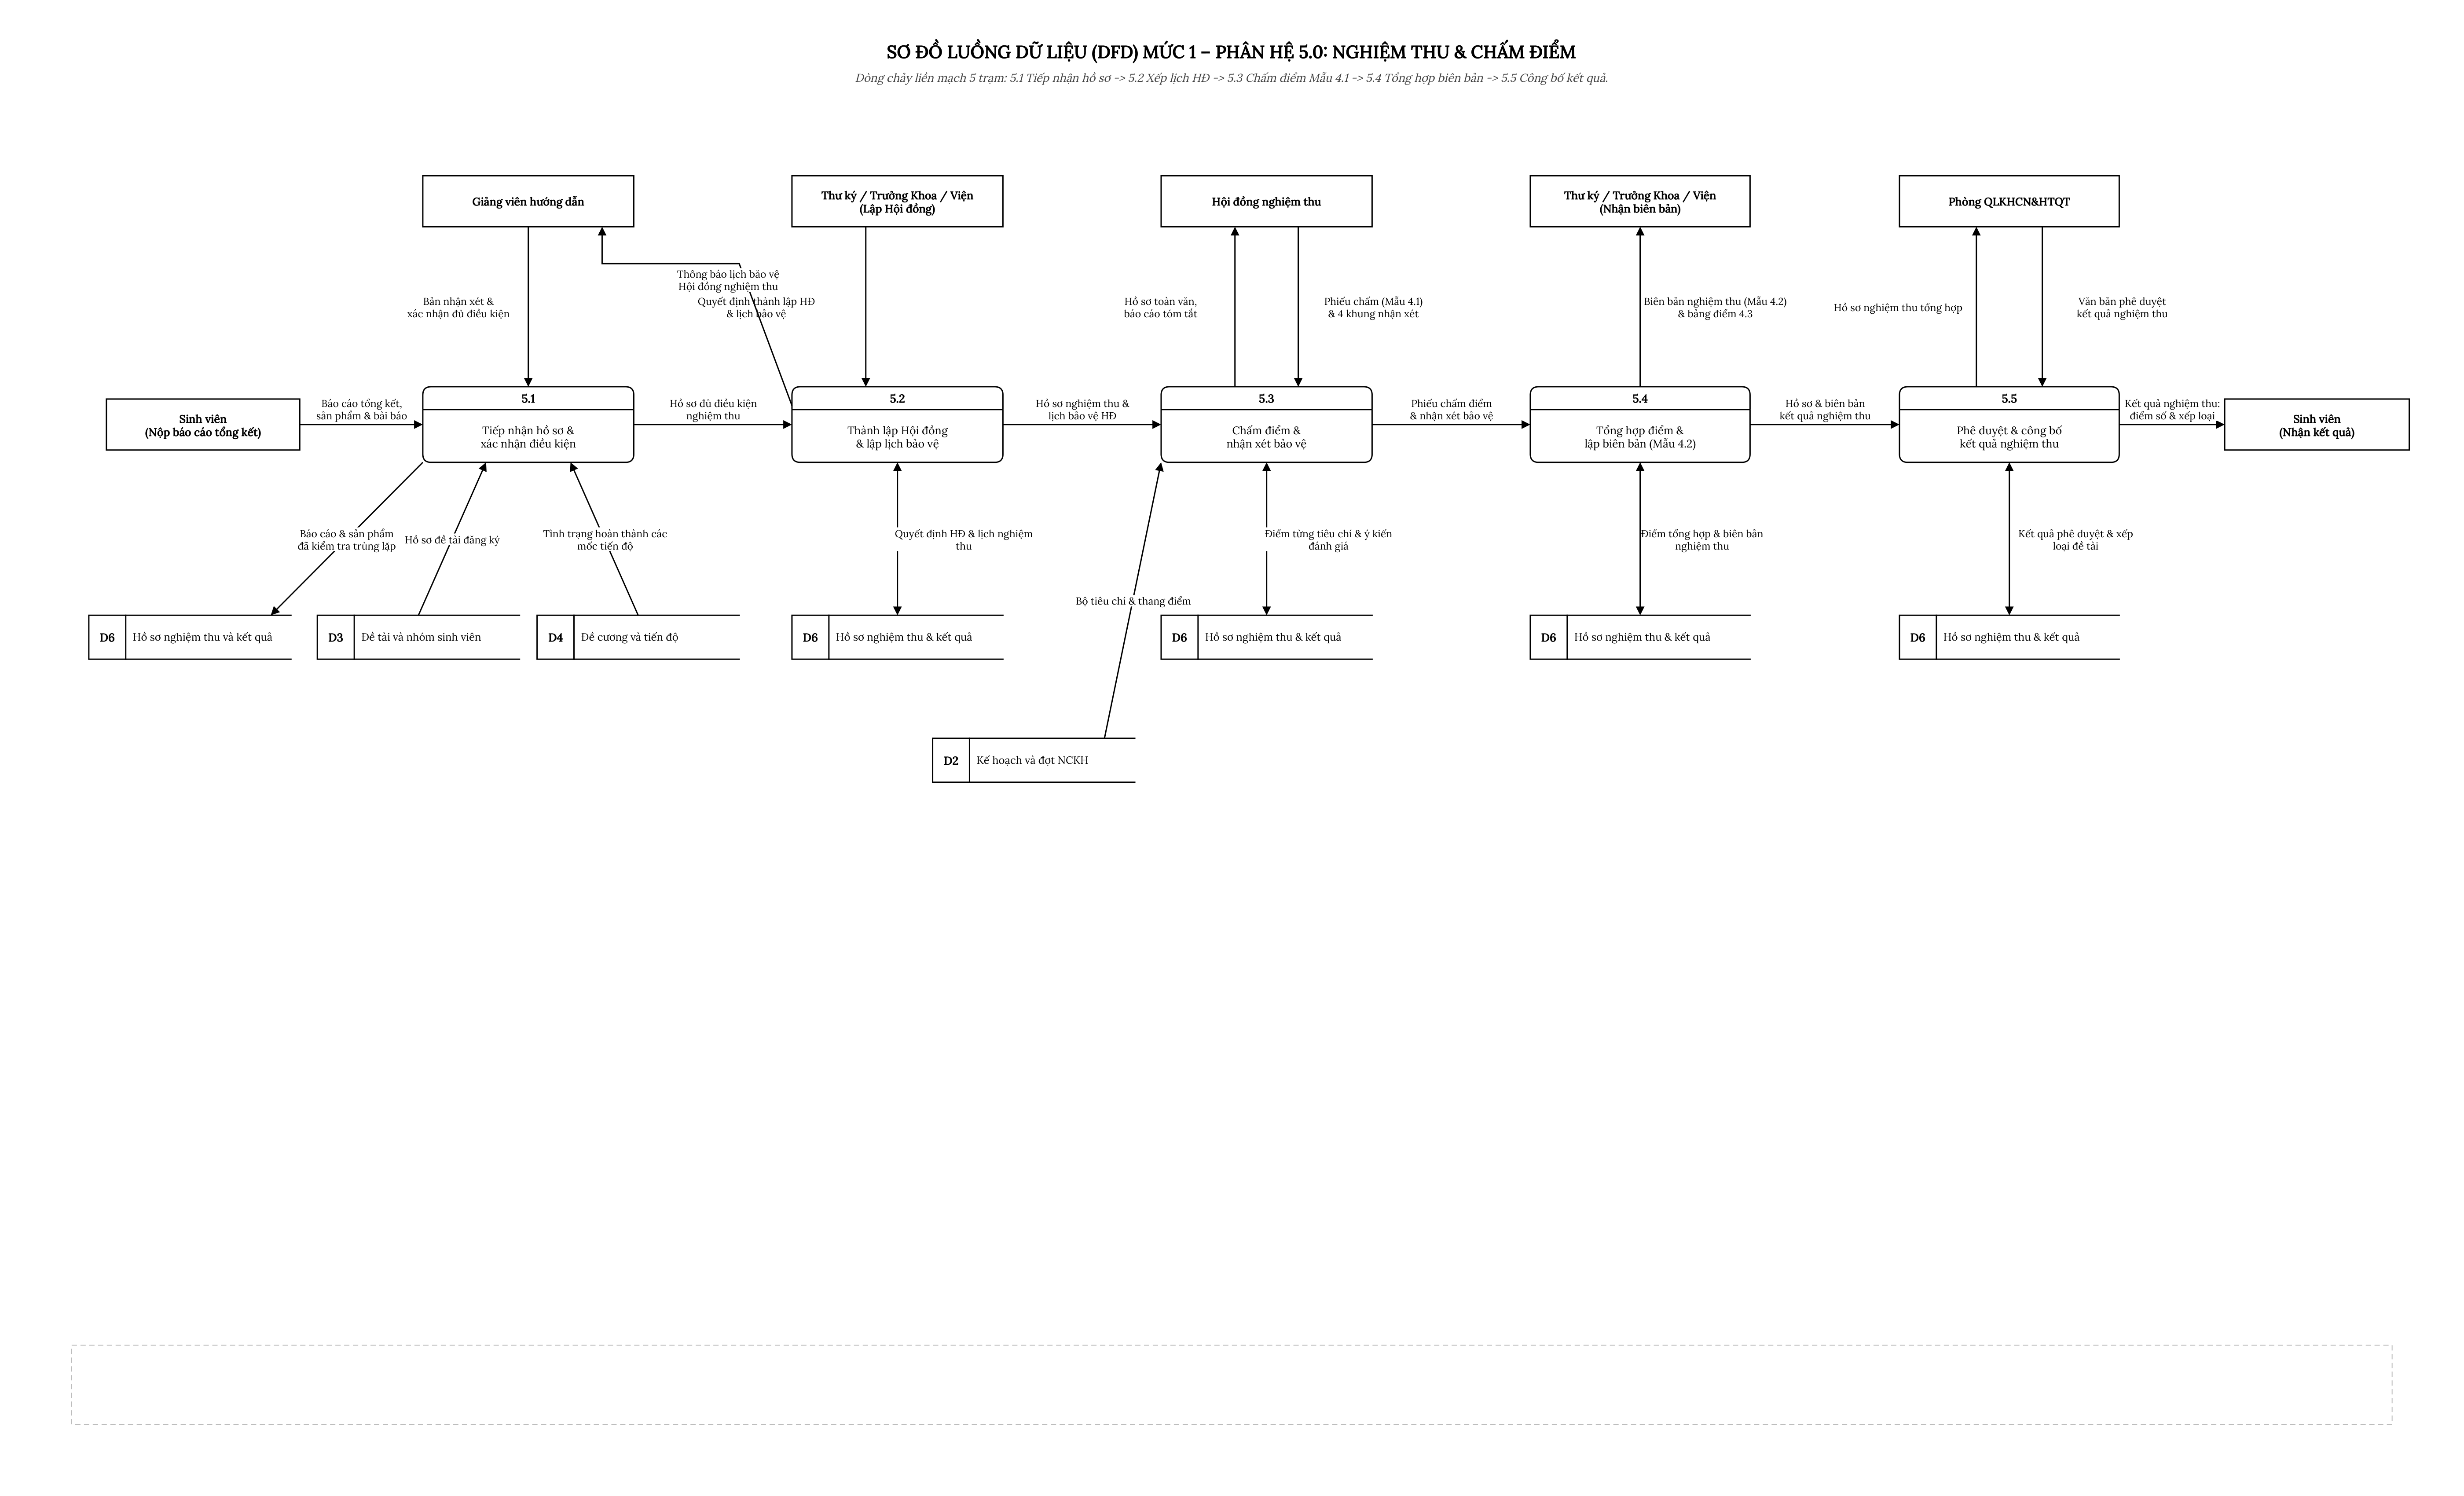 SƠ ĐỒ LUỒNG DỮ LIỆU (DFD) MỨC 1 – PHÂN HỆ 5.0: NGHIỆM THU & CHẤM ĐIỂM
Dòng chảy liền mạch 5 trạm: 5.1 Tiếp nhận hồ sơ -> 5.2 Xếp lịch HĐ -> 5.3 Chấm điểm Mẫu 4.1 -> 5.4 Tổng hợp biên bản -> 5.5 Công bố kết quả.
Giảng viên hướng dẫn
Thư ký / Trưởng Khoa / Viện
(Lập Hội đồng)
Hội đồng nghiệm thu
Thư ký / Trưởng Khoa / Viện
(Nhận biên bản)
Phòng QLKHCN&HTQT
Thông báo lịch bảo vệ
Hội đồng nghiệm thu
Bản nhận xét &
xác nhận đủ điều kiện
Quyết định thành lập HĐ
& lịch bảo vệ
Hồ sơ toàn văn,
báo cáo tóm tắt
Phiếu chấm (Mẫu 4.1)
& 4 khung nhận xét
Biên bản nghiệm thu (Mẫu 4.2)
& bảng điểm 4.3
Hồ sơ nghiệm thu tổng hợp
Văn bản phê duyệt
kết quả nghiệm thu
Sinh viên
(Nộp báo cáo tổng kết)
Báo cáo tổng kết,
sản phẩm & bài báo
5.1
Tiếp nhận hồ sơ &
xác nhận điều kiện
Hồ sơ đủ điều kiện
nghiệm thu
5.2
Thành lập Hội đồng
& lập lịch bảo vệ
Hồ sơ nghiệm thu &
lịch bảo vệ HĐ
5.3
Chấm điểm &
nhận xét bảo vệ
Phiếu chấm điểm
& nhận xét bảo vệ
5.4
Tổng hợp điểm &
lập biên bản (Mẫu 4.2)
Hồ sơ & biên bản
kết quả nghiệm thu
5.5
Phê duyệt & công bố
kết quả nghiệm thu
Kết quả nghiệm thu:
điểm số & xếp loại
Sinh viên
(Nhận kết quả)
Báo cáo & sản phẩm
đã kiểm tra trùng lặp
Hồ sơ đề tài đăng ký
Tình trạng hoàn thành các
mốc tiến độ
Quyết định HĐ & lịch nghiệm
thu
Điểm từng tiêu chí & ý kiến
đánh giá
Điểm tổng hợp & biên bản
nghiệm thu
Kết quả phê duyệt & xếp
loại đề tài
Bộ tiêu chí & thang điểm
D6 Hồ sơ nghiệm thu và kết quả
D3 Đề tài và nhóm sinh viên
D4 Đề cương và tiến độ
D6 Hồ sơ nghiệm thu & kết quả
D6 Hồ sơ nghiệm thu & kết quả
D6 Hồ sơ nghiệm thu & kết quả
D6 Hồ sơ nghiệm thu & kết quả
D2 Kế hoạch và đợt NCKH